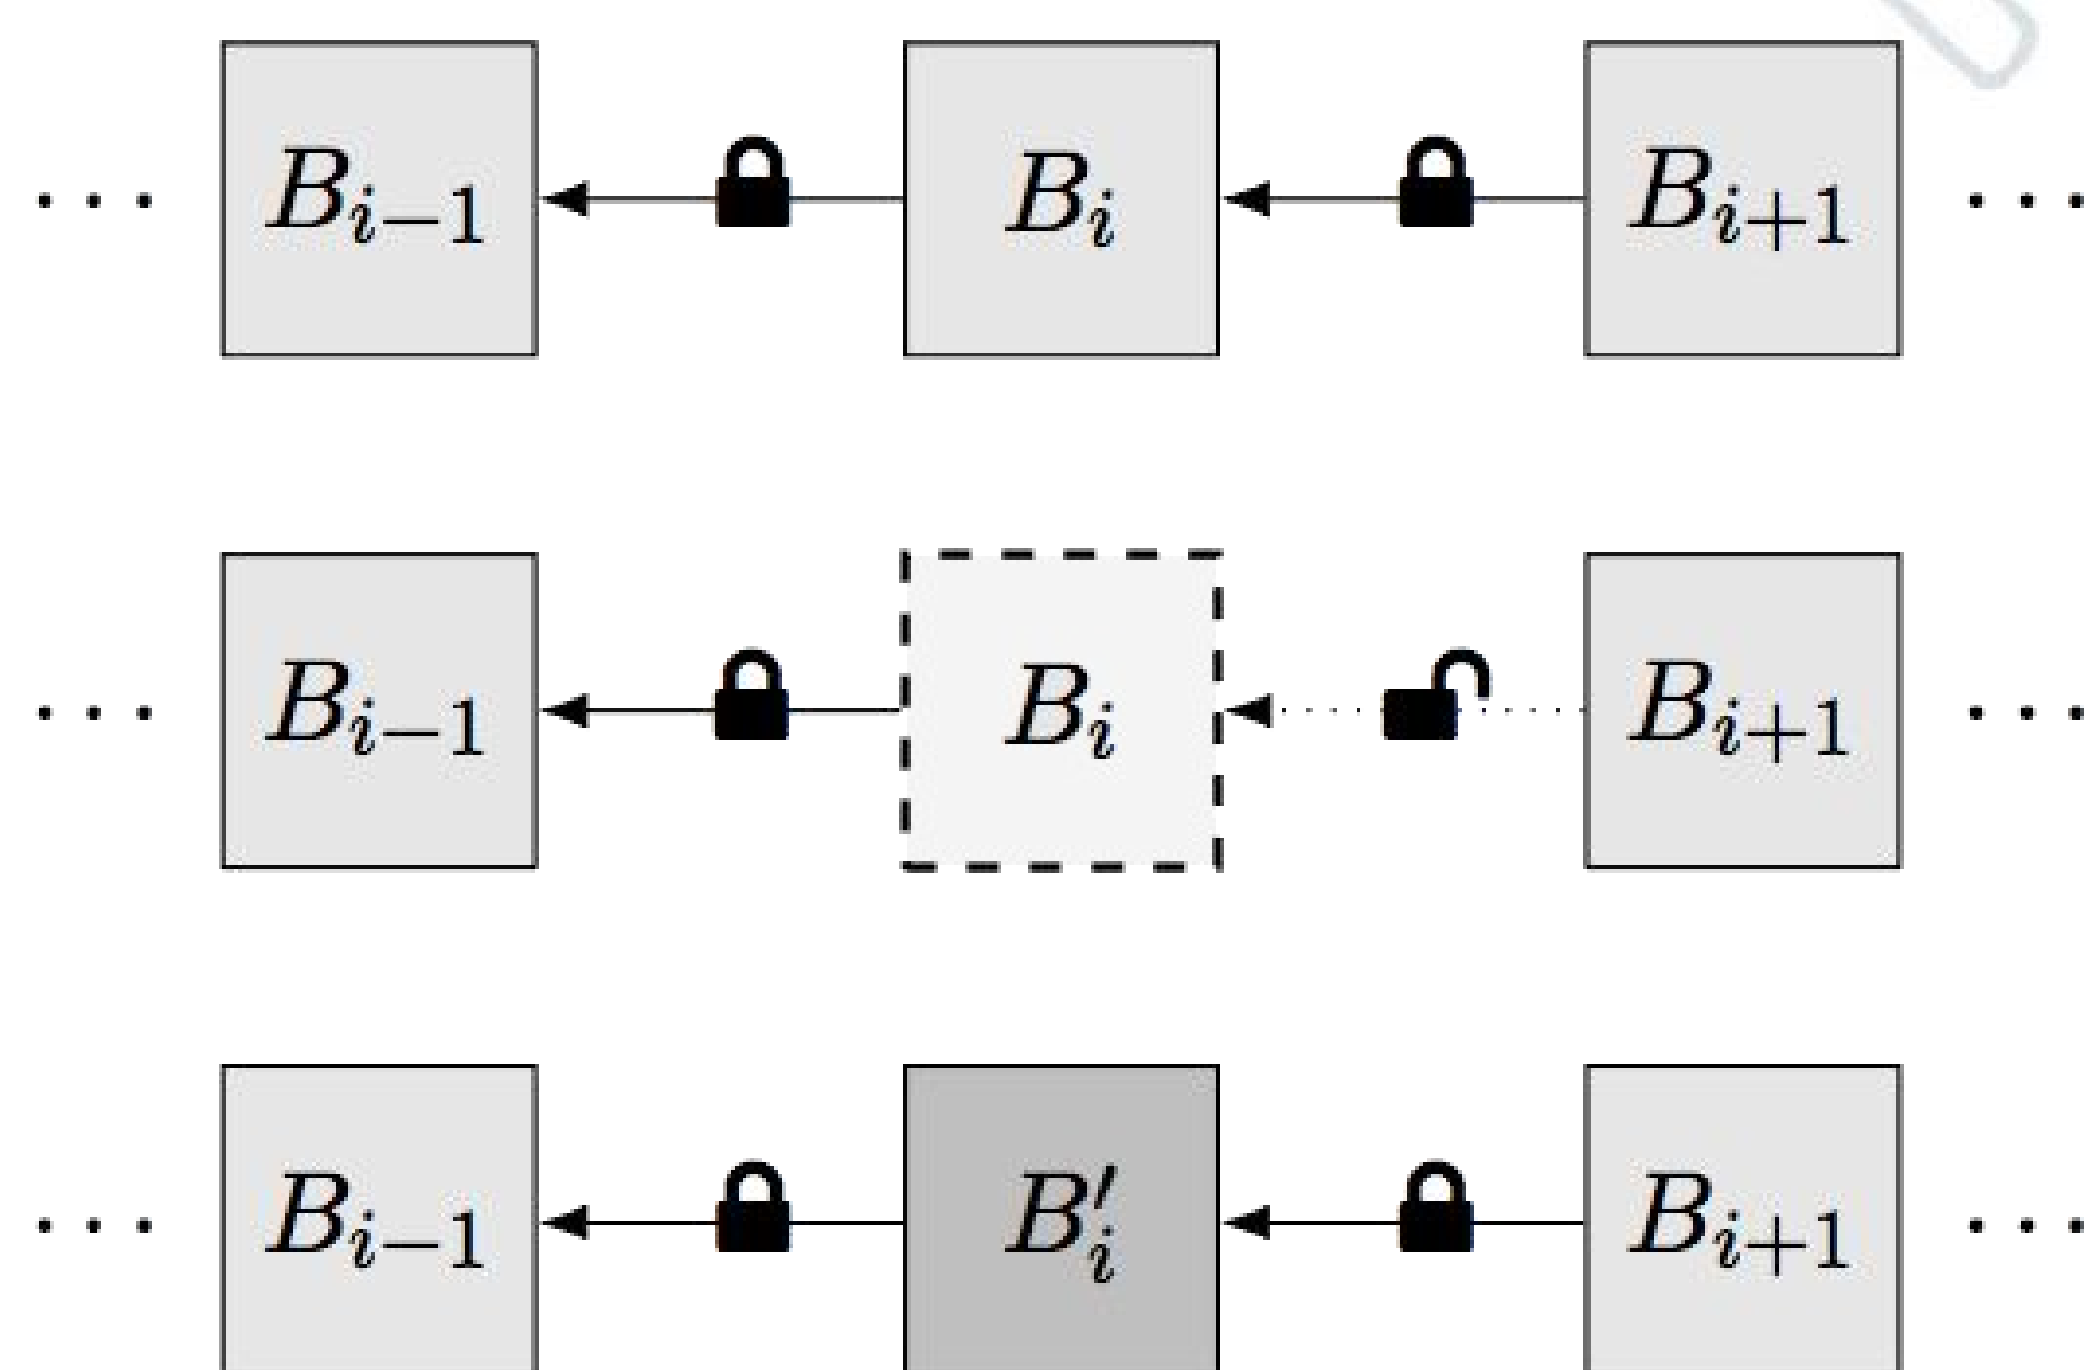 ... B_{i−1} B_i B_{i+1} ...
... B_{i−1} B_i B_{i+1} ...
... B_{i−1} B′_i B_{i+1} ...